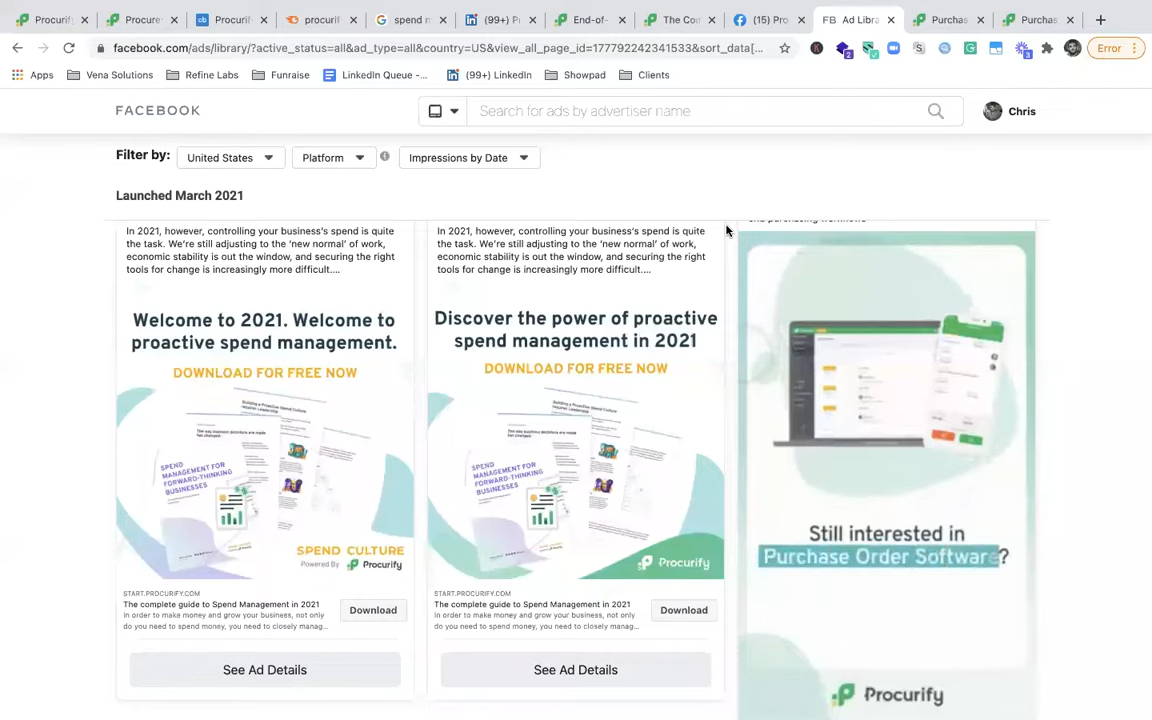 Procurif
Procure
Procurif
procurif
spend m
(99+) P
End-of-
The Con
(15) Pro
Ad Libra
Purchas
Purchas
facebook.com/ads/library/?active_status=all&ad_type=all&country=US&view_all_page_id=177792242341533&sort_data[...
Error
Apps
Vena Solutions
Refine Labs
Funraise
LinkedIn Queue -...
(99+) LinkedIn
Showpad
Clients
FACEBOOK
Search for ads by advertiser name
Chris
Filter by:
United States
Platform
Impressions by Date
Launched March 2021
In 2021, however, controlling your business's spend is quite
the task. We're still adjusting to the 'new normal' of work,
economic stability is out the window, and securing the right
tools for change is increasingly more difficult....
Welcome to 2021. Welcome to
proactive spend management.
DOWNLOAD FOR FREE NOW
SPEND
MANAGEMENT FOR
FORWARD-THINKING
BUSINESSES
SPEND CULTURE
Powered By Procurify
START.PROCURIFY.COM
The complete guide to Spend Management in 2021
In order to make money and grow your business, not only
do you need to spend money, you need to closely manag...
Download
See Ad Details
In 2021, however, controlling your business's spend is quite
the task. We're still adjusting to the 'new normal' of work,
economic stability is out the window, and securing the right
tools for change is increasingly more difficult....
Discover the power of proactive
spend management in 2021
DOWNLOAD FOR FREE NOW
SPEND
MANAGEMENT FOR
FORWARD-THINKING
BUSINESSES
Procurify
START.PROCURIFY.COM
The complete guide to Spend Management in 2021
In order to make money and grow your business, not only
do you need to spend money, you need to closely manag...
Download
See Ad Details
Still interested in
Purchase Order Software?
Procurify